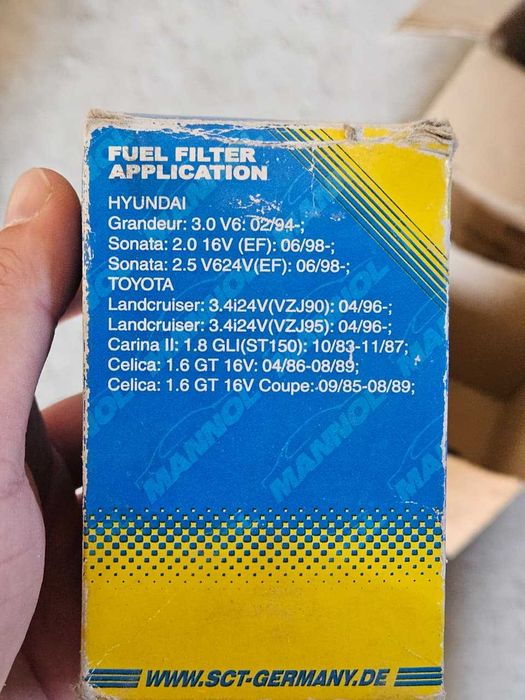 FUEL FILTER
APPLICATION
HYUNDAI
Grandeur: 3.0 V6: 02/94-;
Sonata: 2.0 16V (EF): 06/98-;
Sonata: 2.5 V624V(EF): 06/98-;
TOYOTA
Landcruiser: 3.4i24V(VZJ90): 04/96-;
Landcruiser: 3.4i24V(VZJ95): 04/96-;
Carina II: 1.8 GLI(ST150): 10/83-11/87;
Celica: 1.6 GT 16V: 04/86-08/89;
Celica: 1.6 GT 16V Coupe: 09/85-08/89;
MANNOL
MANNOL
MANNOL
WWW.SCT-GERMANY.DE